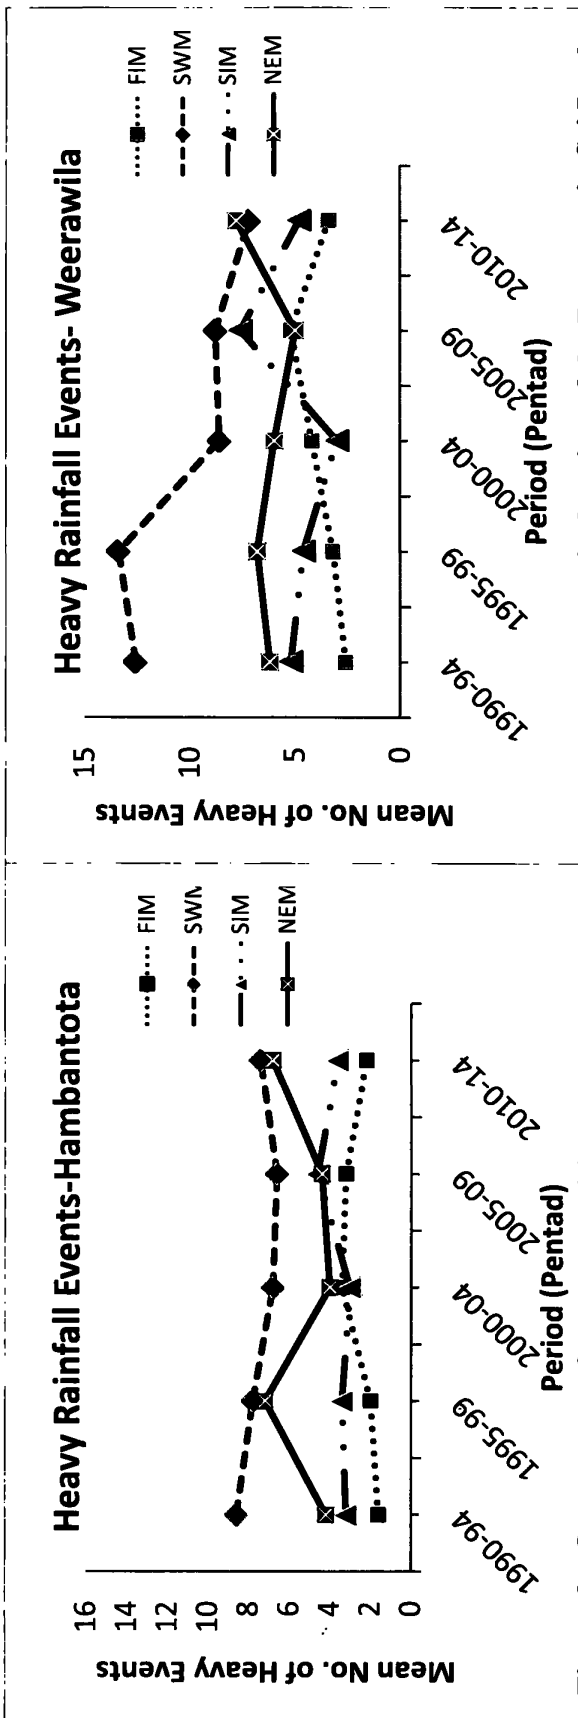 Heavy Rainfall Events-Hambantota
Mean No. of Heavy Events
16
14
12
10
8
6
4
2
0
1990-94
1995-99
2000-04
2005-09
2010-14
Period (Pentad)
FIM
SWM
SIM
NEM
Heavy Rainfall Events- Weerawila
Mean No. of Heavy Events
15
10
5
0
1990-94
1995-99
2000-04
2005-09
2010-14
Period (Pentad)
FIM
SWM
SIM
NEM